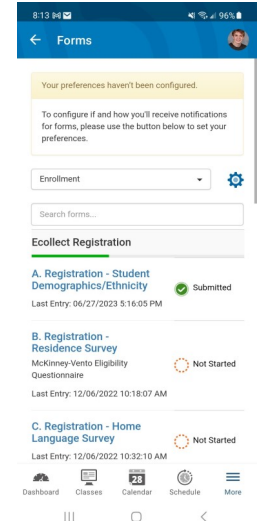 8:13
96%
Forms
Your preferences haven't been configured.
To configure if and how you'll receive notifications
for forms, please use the button below to set your
preferences.
Enrollment
Search forms...
Ecollect Registration
A. Registration - Student
Demographics/Ethnicity
Submitted
Last Entry: 06/27/2023 5:16:05 PM
B. Registration -
Residence Survey
McKinney-Vento Eligibility
Questionnaire
Not Started
Last Entry: 12/06/2022 10:18:07 AM
C. Registration - Home
Language Survey
Not Started
Last Entry: 12/06/2022 10:32:10 AM
28
Dashboard Classes Calendar Schedule More